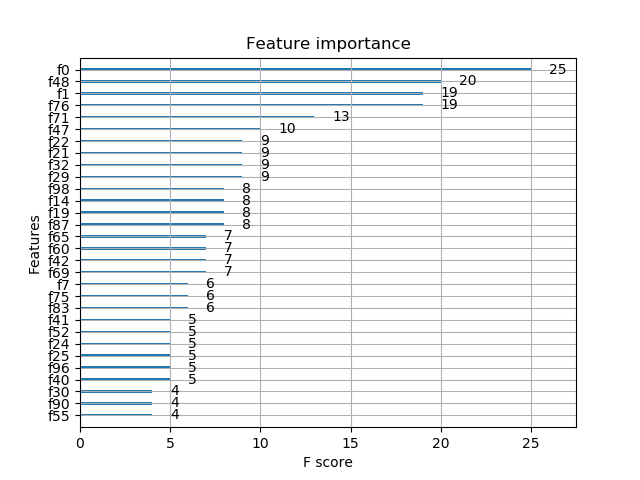 Feature importance
f0 25
f48 20
f1 19
f76 19
f71 13
f47 10
f22 9
f21 9
f32 9
f29 9
f98 8
f14 8
f19 8
f87 8
f65 7
f60 7
f42 7
f69 7
f7 6
f75 6
f83 6
f41 5
f52 5
f24 5
f25 5
f96 5
f40 5
f30 4
f90 4
f55 4
Features
0 5 10 15 20 25
F score